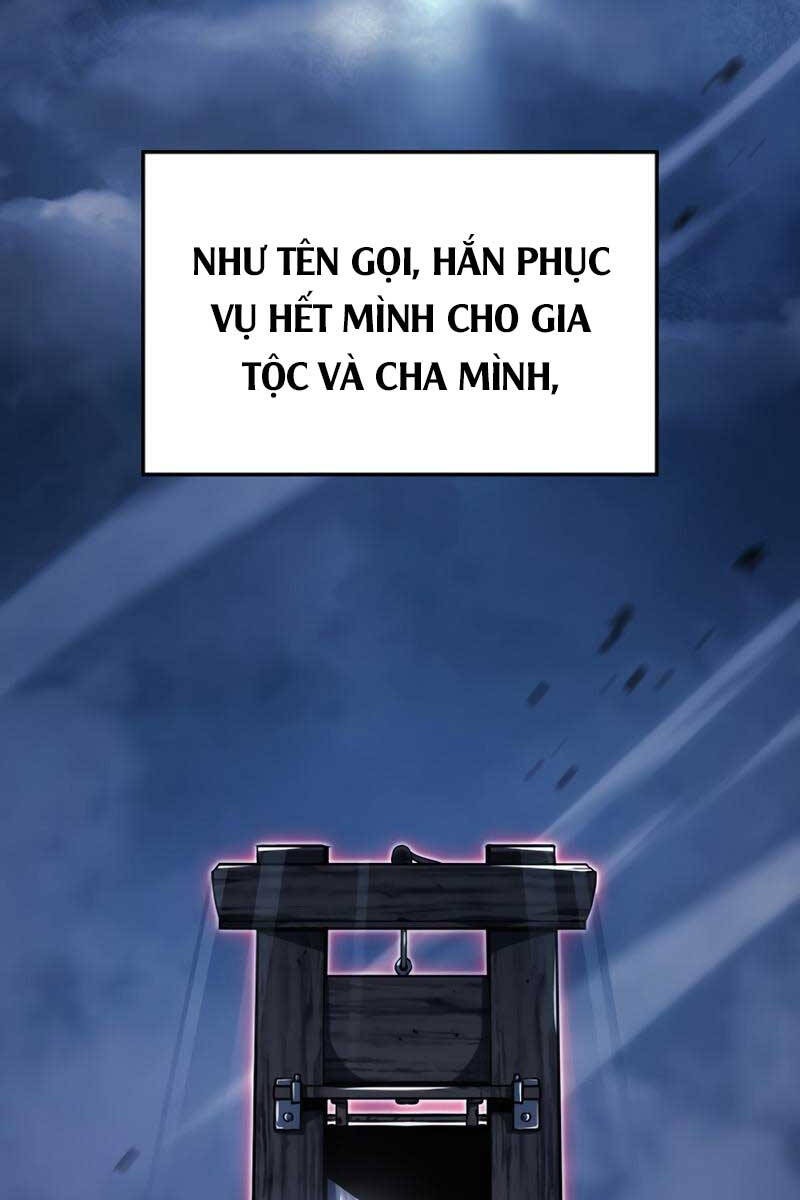 NHƯ TÊN GỌI, HẮN PHỤC
VỤ HẾT MÌNH CHO GIA
TỘC VÀ CHA MÌNH,